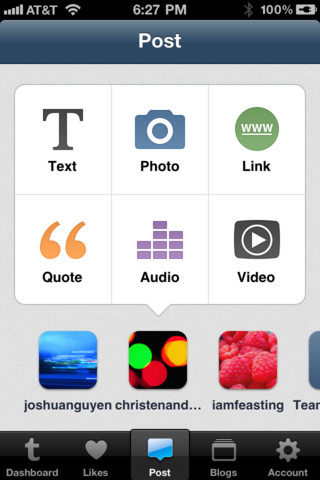 AT&T 6:27 PM 100%
Post
T www
Text Photo Link
Quote Audio Video
joshuanguyen christenand... iamfeasting Team
t
Dashboard Likes Post Blogs Account